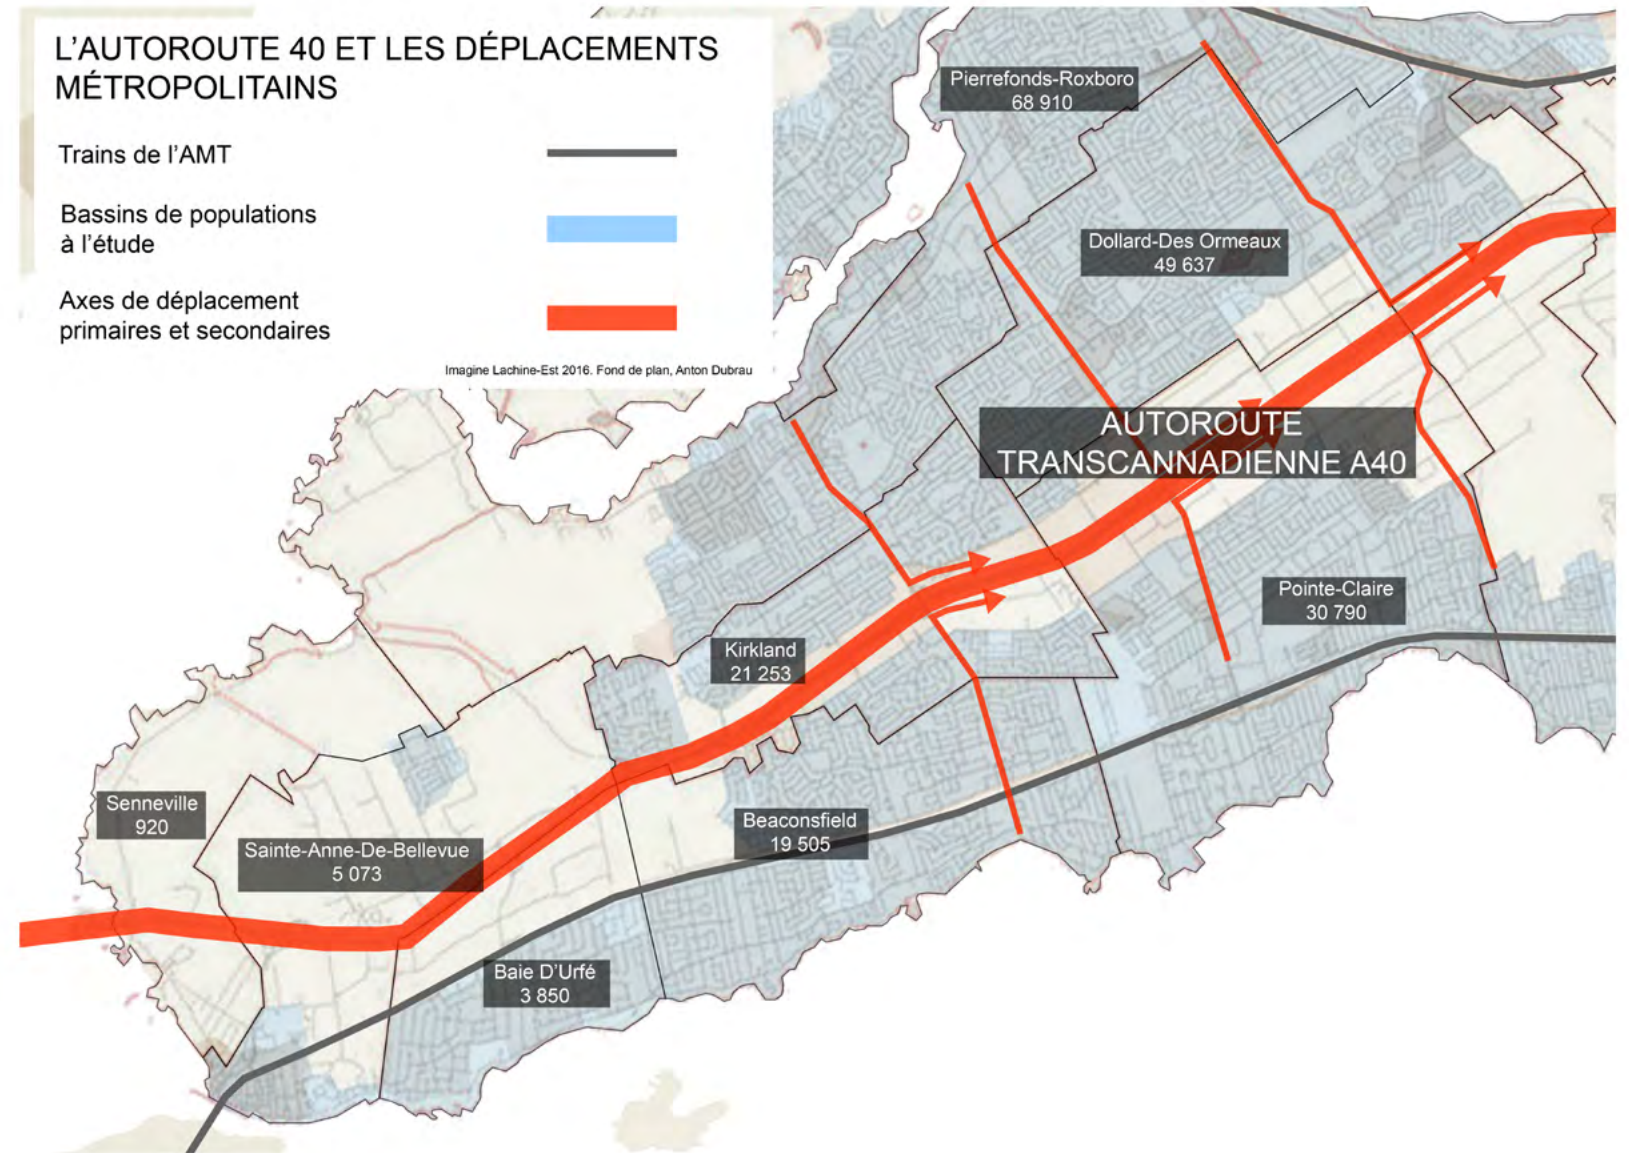 L'AUTOROUTE 40 ET LES DÉPLACEMENTS
MÉTROPOLITAINS
Trains de l'AMT
Bassins de populations
à l'étude
Axes de déplacement
primaires et secondaires
Imagine Lachine-Est 2016. Fond de plan, Anton Dubrau
Pierrefonds-Roxboro
68 910
Dollard-Des Ormeaux
49 637
AUTOROUTE
TRANSCANNADIENNE A40
Pointe-Claire
30 790
Kirkland
21 253
Senneville
920
Beaconsfield
19 505
Sainte-Anne-De-Bellevue
5 073
Baie D'Urfé
3 850